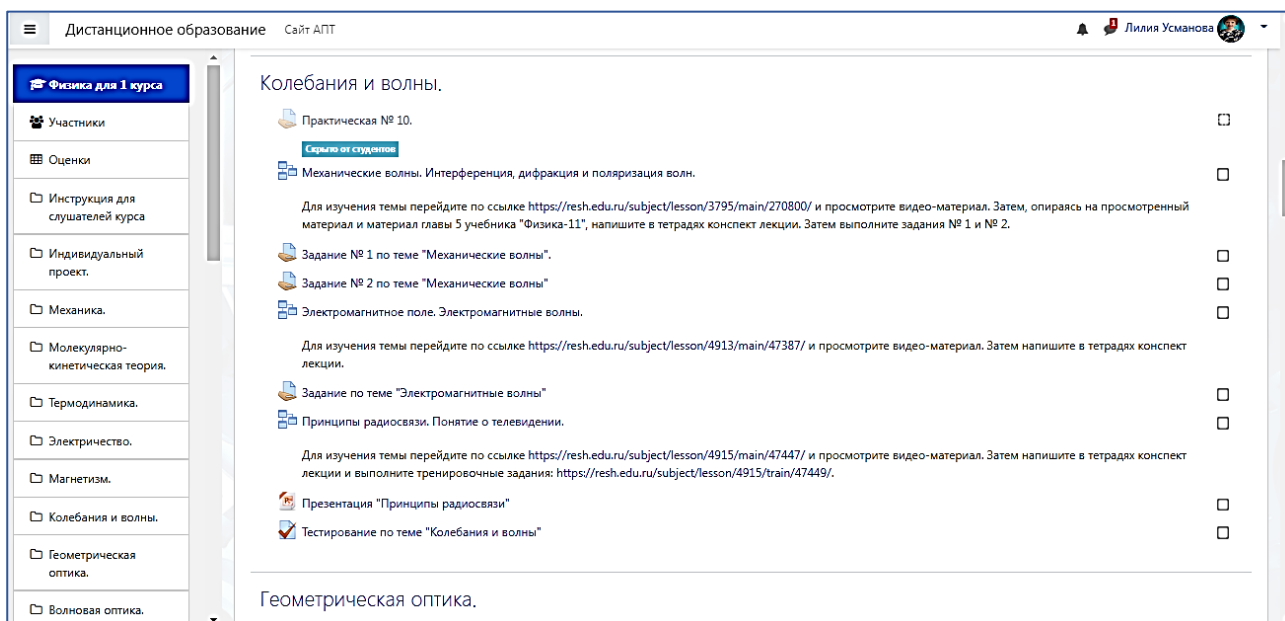 Дистанционное образование Сайт АПТ
1 Лилия Усманова
Физика для 1 курса
Участники
Оценки
Инструкция для
слушателей курса
Индивидуальный
проект.
Механика.
Молекулярно-
кинетическая теория.
Термодинамика.
Электричество.
Магнетизм.
Колебания и волны.
Геометрическая
оптика.
Волновая оптика.
Колебания и волны.
Практическая № 10.
Скрыто от студентов
Механические волны. Интерференция, дифракция и поляризация волн.
Для изучения темы перейдите по ссылке https://resh.edu.ru/subject/lesson/3795/main/270800/ и просмотрите видео-материал. Затем, опираясь на просмотренный
материал и материал главы 5 учебника "Физика-11", напишите в тетрадях конспект лекции. Затем выполните задания № 1 и № 2.
Задание № 1 по теме "Механические волны".
Задание № 2 по теме "Механические волны"
Электромагнитное поле. Электромагнитные волны.
Для изучения темы перейдите по ссылке https://resh.edu.ru/subject/lesson/4913/main/47387/ и просмотрите видео-материал. Затем напишите в тетрадях конспект
лекции.
Задание по теме "Электромагнитные волны"
Принципы радиосвязи. Понятие о телевидении.
Для изучения темы перейдите по ссылке https://resh.edu.ru/subject/lesson/4915/main/47447/ и просмотрите видео-материал. Затем напишите в тетрадях конспект
лекции и выполните тренировочные задания: https://resh.edu.ru/subject/lesson/4915/train/47449/.
Презентация "Принципы радиосвязи"
Тестирование по теме "Колебания и волны"
Геометрическая оптика.